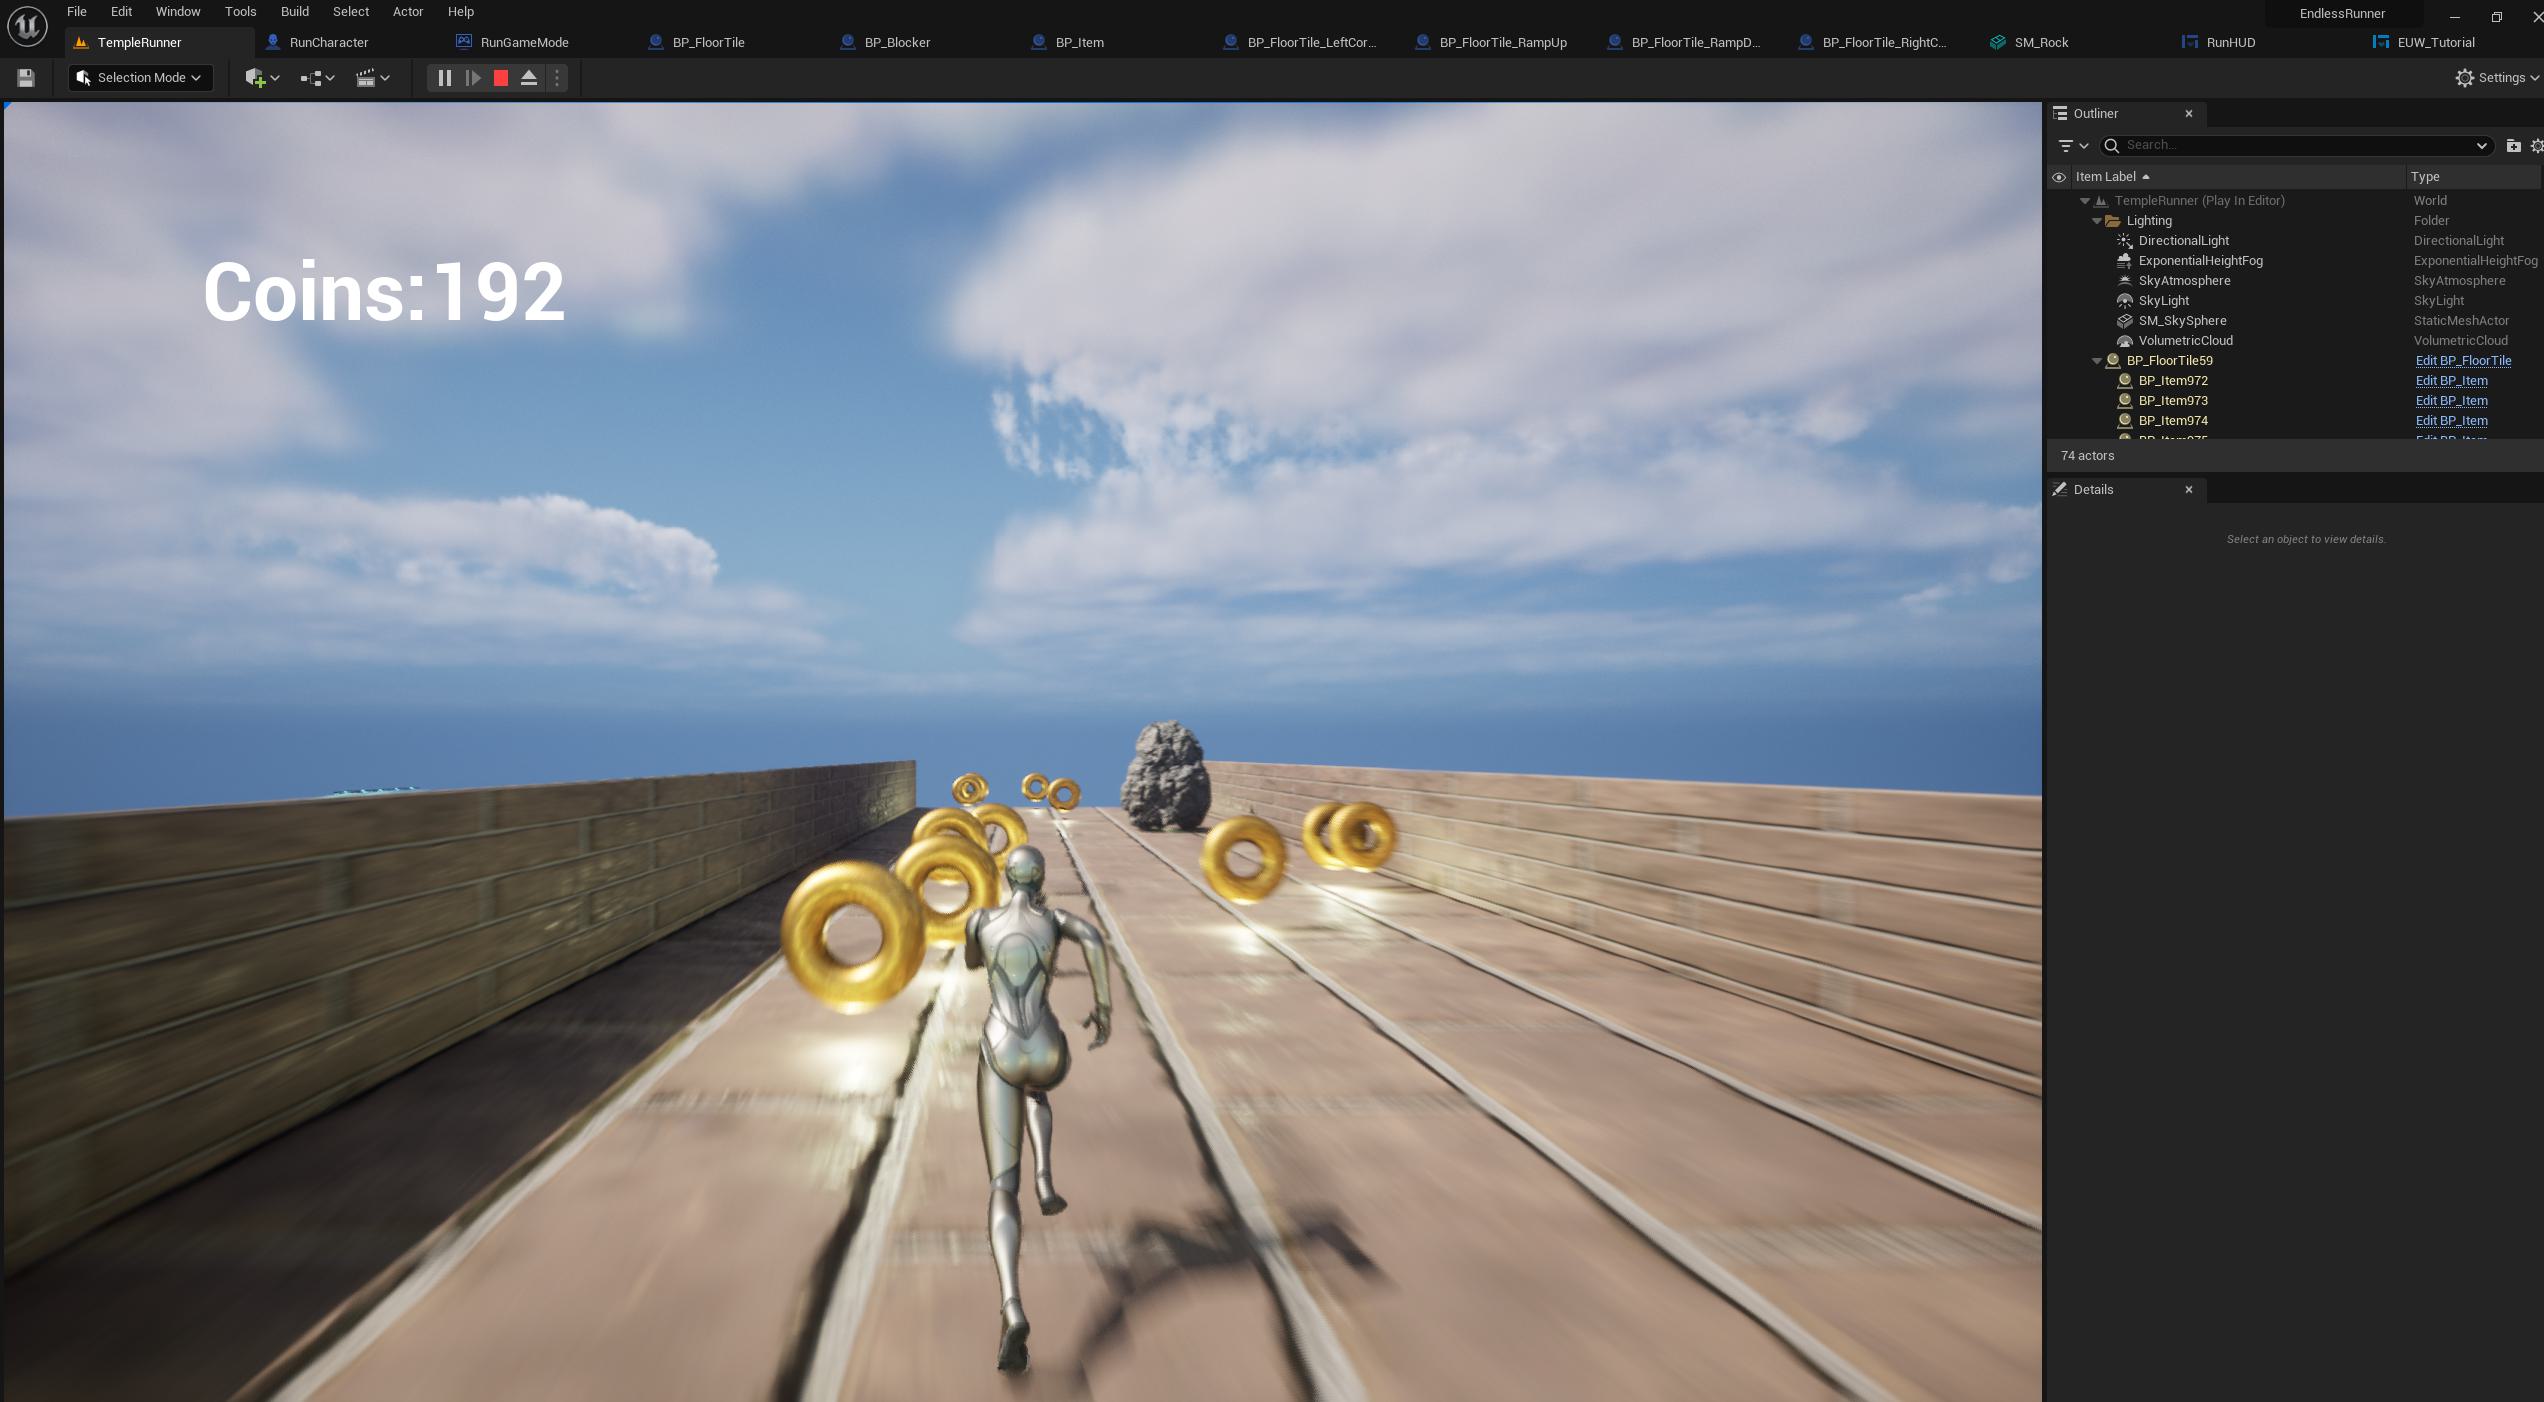 File Edit Window Tools Build Select Actor Help
EndlessRunner
TempleRunner RunCharacter RunGameMode BP_FloorTile BP_Blocker BP_Item BP_FloorTile_LeftCor... BP_FloorTile_RampUp BP_FloorTile_RampD... BP_FloorTile_RightC... SM_Rock RunHUD EUW_Tutorial
Selection Mode
Settings
Coins:192
Outliner
Search...
Item Label Type
TempleRunner (Play In Editor) World
Lighting Folder
DirectionalLight DirectionalLight
ExponentialHeightFog ExponentialHeightFog
SkyAtmosphere SkyAtmosphere
SkyLight SkyLight
SM_SkySphere StaticMeshActor
VolumetricCloud VolumetricCloud
BP_FloorTile59 Edit BP_FloorTile
BP_Item972 Edit BP_Item
BP_Item973 Edit BP_Item
BP_Item974 Edit BP_Item
74 actors
Details
Select an object to view details.